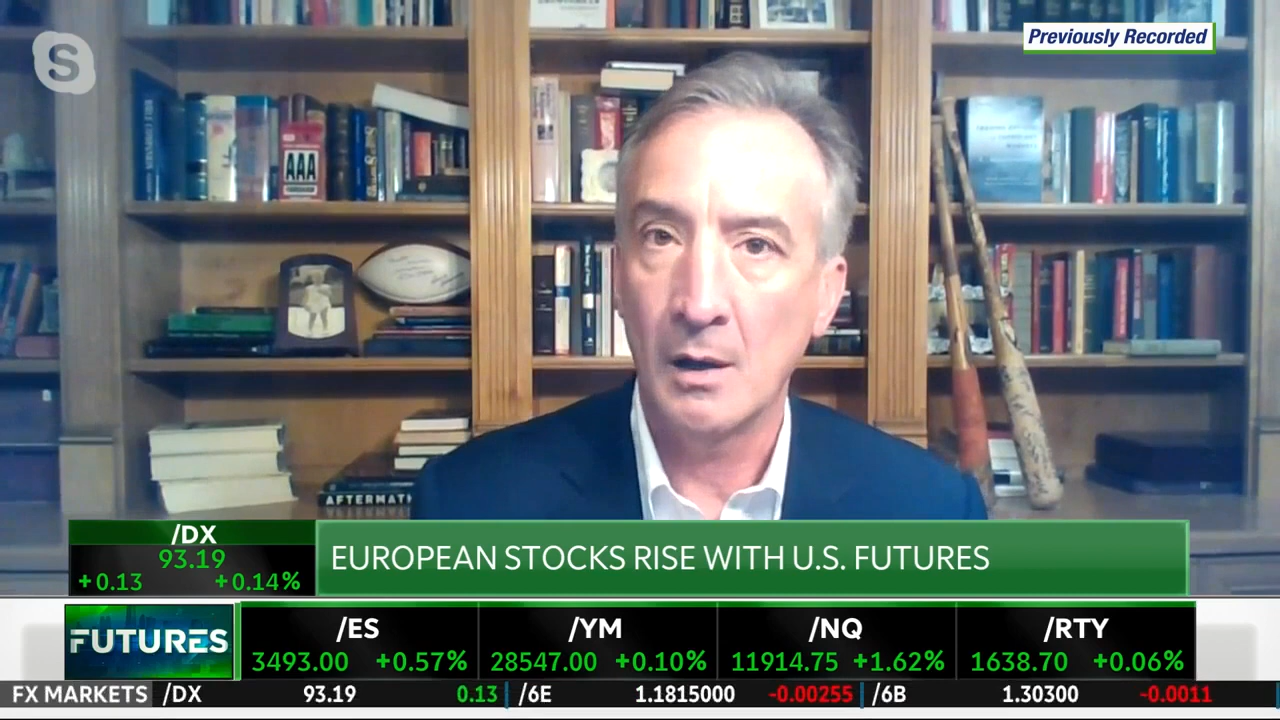 Previously Recorded
S
AAA
AFTERMATH
/DX
93.19
+0.13 +0.14%
EUROPEAN STOCKS RISE WITH U.S. FUTURES
FUTURES
/ES /YM /NQ /RTY
3493.00 +0.57% 28547.00 +0.10% 11914.75 +1.62% 1638.70 +0.06%
FX MARKETS /DX 93.19 0.13 /6E 1.1815000 -0.00255 /6B 1.30300 -0.0011